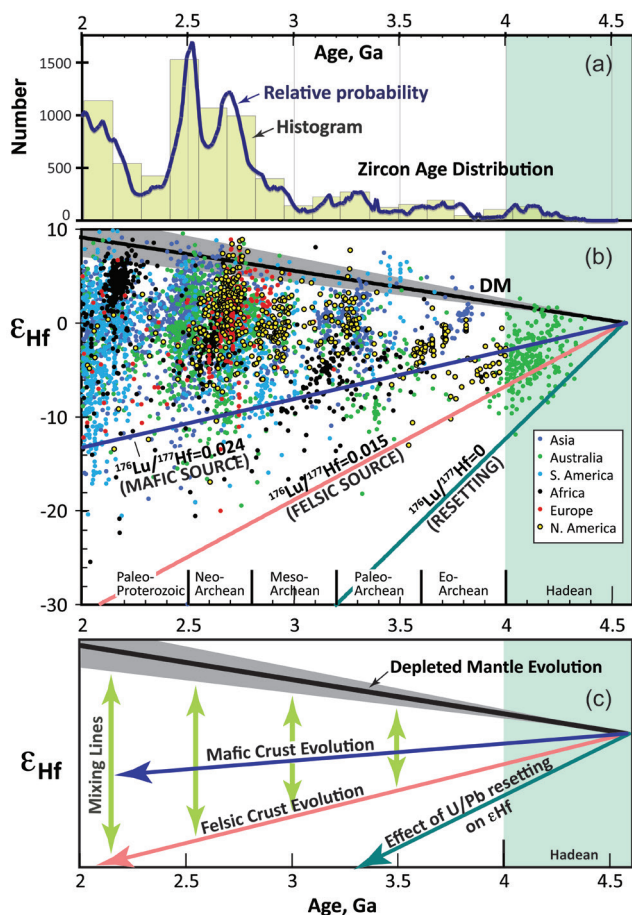 2 2.5 3 3.5 4 4.5
Age, Ga
(a)
Number
1500
1000
500
0
Relative probability
Histogram
Zircon Age Distribution
(b)
εHf
10
0
-10
-20
-30
DM
¹⁷⁶Lu/¹⁷⁷Hf=0.024
(MAFIC SOURCE)
¹⁷⁶Lu/¹⁷⁷Hf=0.015
(FELSIC SOURCE)
¹⁷⁶Lu/¹⁷⁷Hf=0
(RESETTING)
Asia
Australia
S. America
Africa
Europe
N. America
Paleo-
Proterozoic
Neo-
Archean
Meso-
Archean
Paleo-
Archean
Eo-
Archean
Hadean
2 2.5 3 3.5 4 4.5
(c)
εHf
Depleted Mantle Evolution
Mixing Lines
Mafic Crust Evolution
Felsic Crust Evolution
Effect of U/Pb resetting
on εHf
Hadean
2 2.5 3 3.5 4 4.5
Age, Ga